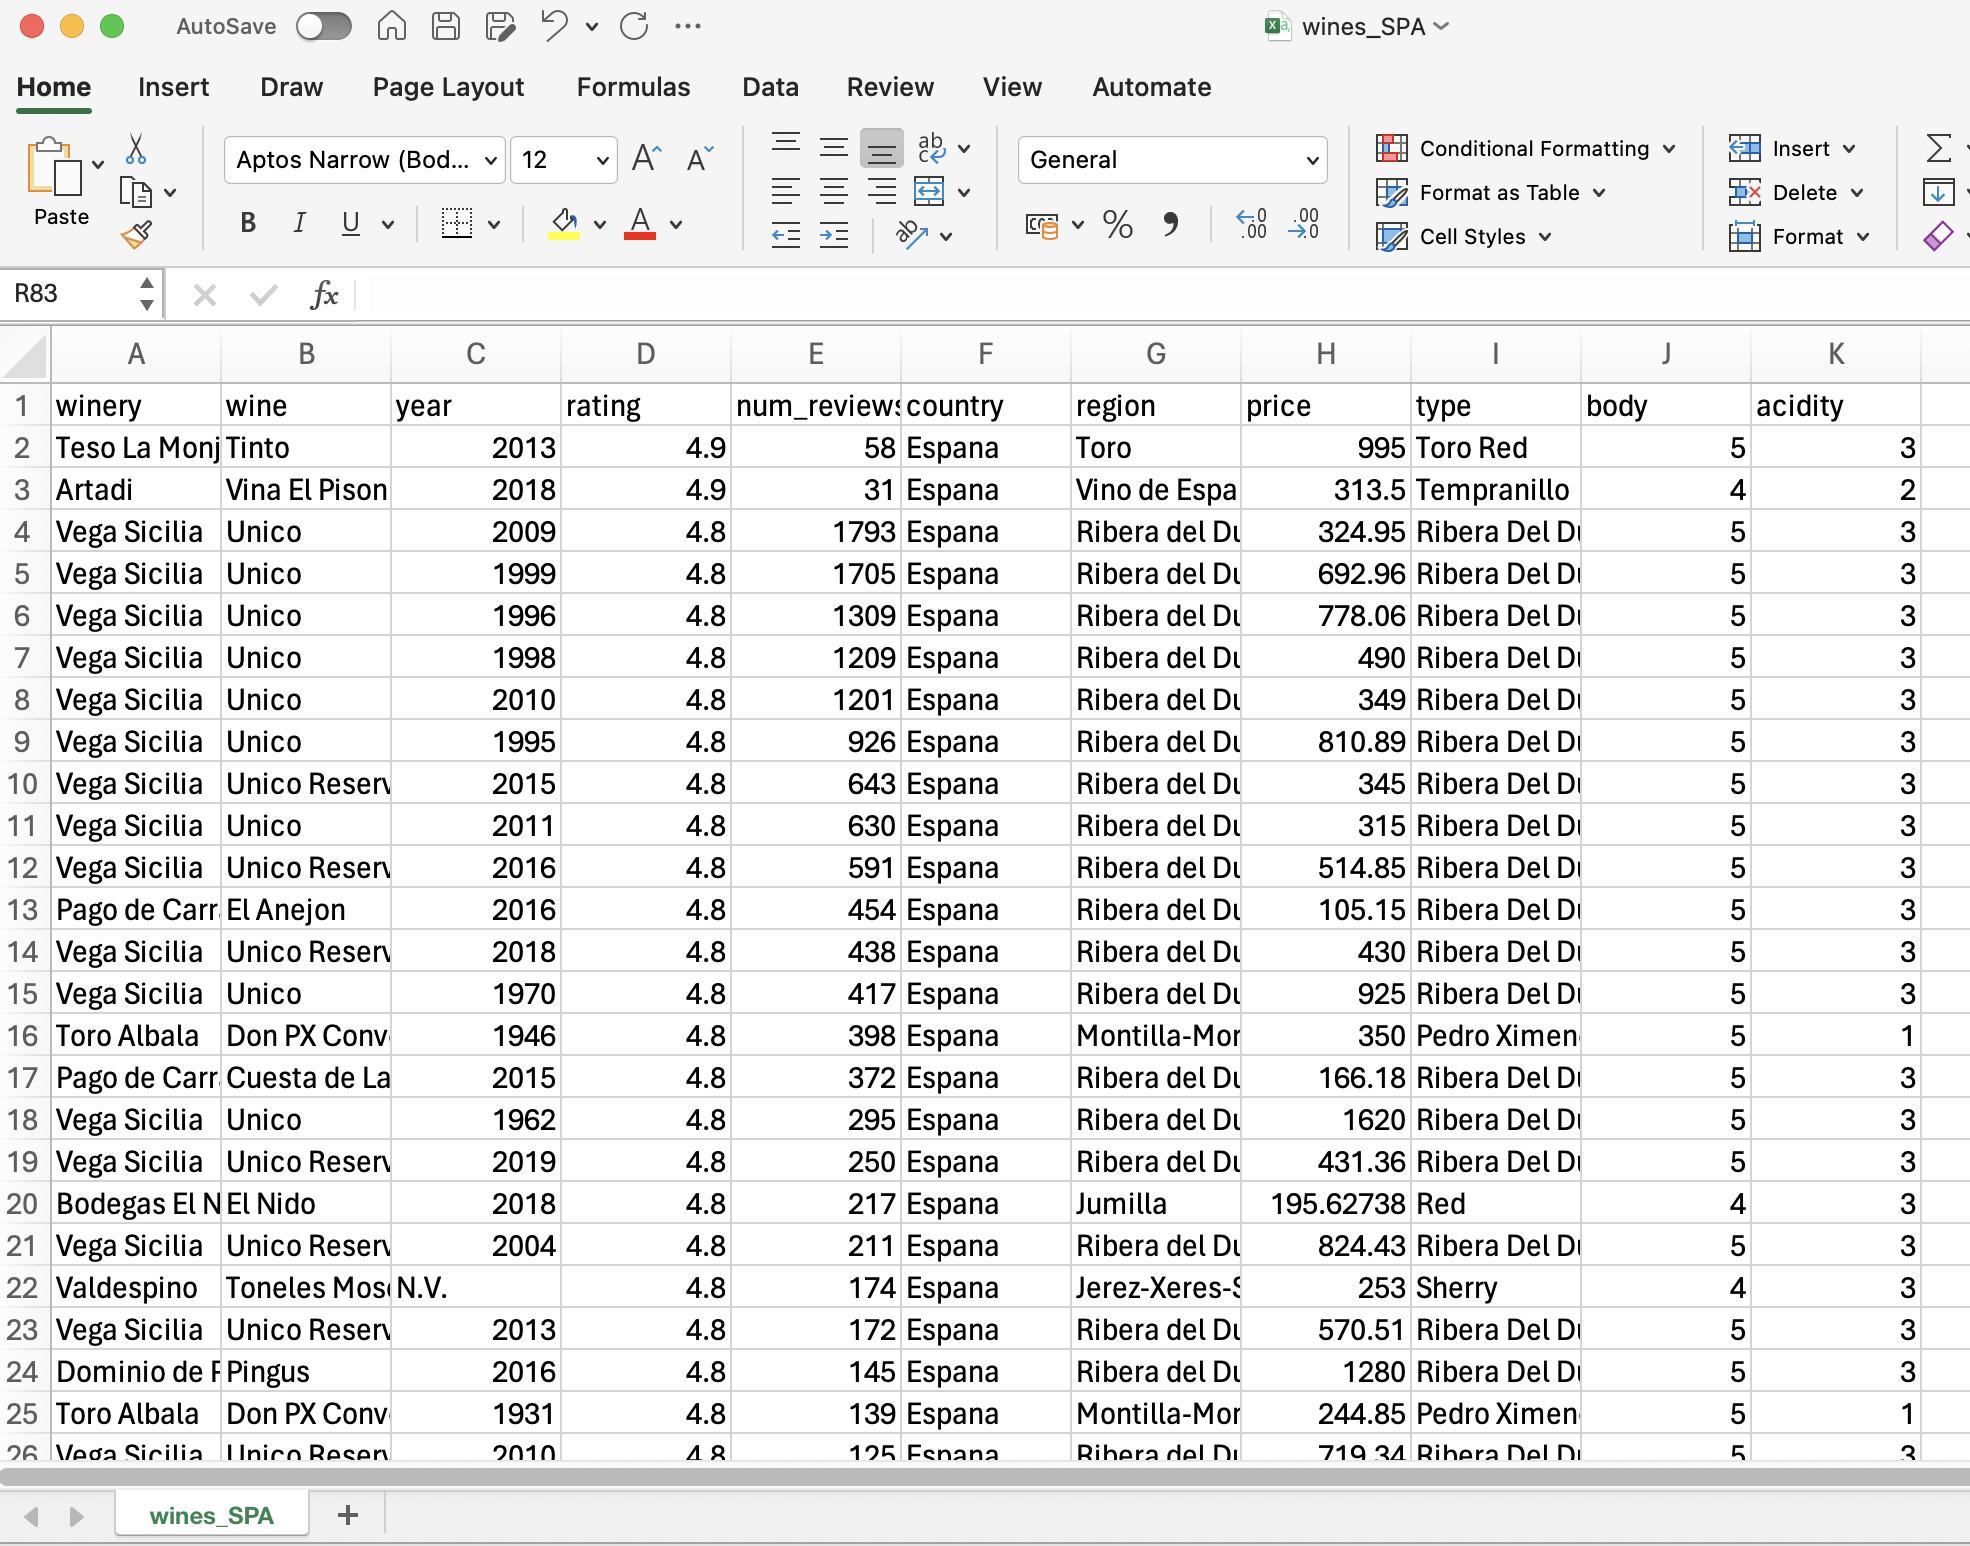 AutoSave wines_SPA
Home Insert Draw Page Layout Formulas Data Review View Automate
Paste
Aptos Narrow (Bod... 12
General
Conditional Formatting
Format as Table
Cell Styles
Insert
Delete
Format
R83 fx
A B C D E F G H I J K
1 winery wine year rating num_reviews country region price type body acidity
2 Teso La Monj Tinto 2013 4.9 58 Espana Toro 995 Toro Red 5 3
3 Artadi Vina El Pison 2018 4.9 31 Espana Vino de Espa 313.5 Tempranillo 4 2
4 Vega Sicilia Unico 2009 4.8 1793 Espana Ribera del Du 324.95 Ribera Del Du 5 3
5 Vega Sicilia Unico 1999 4.8 1705 Espana Ribera del Du 692.96 Ribera Del Du 5 3
6 Vega Sicilia Unico 1996 4.8 1309 Espana Ribera del Du 778.06 Ribera Del Du 5 3
7 Vega Sicilia Unico 1998 4.8 1209 Espana Ribera del Du 490 Ribera Del Du 5 3
8 Vega Sicilia Unico 2010 4.8 1201 Espana Ribera del Du 349 Ribera Del Du 5 3
9 Vega Sicilia Unico 1995 4.8 926 Espana Ribera del Du 810.89 Ribera Del Du 5 3
10 Vega Sicilia Unico Reserv 2015 4.8 643 Espana Ribera del Du 345 Ribera Del Du 5 3
11 Vega Sicilia Unico 2011 4.8 630 Espana Ribera del Du 315 Ribera Del Du 5 3
12 Vega Sicilia Unico Reserv 2016 4.8 591 Espana Ribera del Du 514.85 Ribera Del Du 5 3
13 Pago de Carr El Anejon 2016 4.8 454 Espana Ribera del Du 105.15 Ribera Del Du 5 3
14 Vega Sicilia Unico Reserv 2018 4.8 438 Espana Ribera del Du 430 Ribera Del Du 5 3
15 Vega Sicilia Unico 1970 4.8 417 Espana Ribera del Du 925 Ribera Del Du 5 3
16 Toro Albala Don PX Conv 1946 4.8 398 Espana Montilla-Mor 350 Pedro Ximen 5 1
17 Pago de Carr Cuesta de La 2015 4.8 372 Espana Ribera del Du 166.18 Ribera Del Du 5 3
18 Vega Sicilia Unico 1962 4.8 295 Espana Ribera del Du 1620 Ribera Del Du 5 3
19 Vega Sicilia Unico Reserv 2019 4.8 250 Espana Ribera del Du 431.36 Ribera Del Du 5 3
20 Bodegas El N El Nido 2018 4.8 217 Espana Jumilla 195.62738 Red 4 3
21 Vega Sicilia Unico Reserv 2004 4.8 211 Espana Ribera del Du 824.43 Ribera Del Du 5 3
22 Valdespino Toneles Mosc N.V. 4.8 174 Espana Jerez-Xeres-S 253 Sherry 4 3
23 Vega Sicilia Unico Reserv 2013 4.8 172 Espana Ribera del Du 570.51 Ribera Del Du 5 3
24 Dominio de P Pingus 2016 4.8 145 Espana Ribera del Du 1280 Ribera Del Du 5 3
25 Toro Albala Don PX Conv 1931 4.8 139 Espana Montilla-Mor 244.85 Pedro Ximen 5 1
26 Vega Sicilia Unico Reserv 2010 4.8 125 Espana Ribera del Du 719.34 Ribera Del Du 5 3
wines_SPA